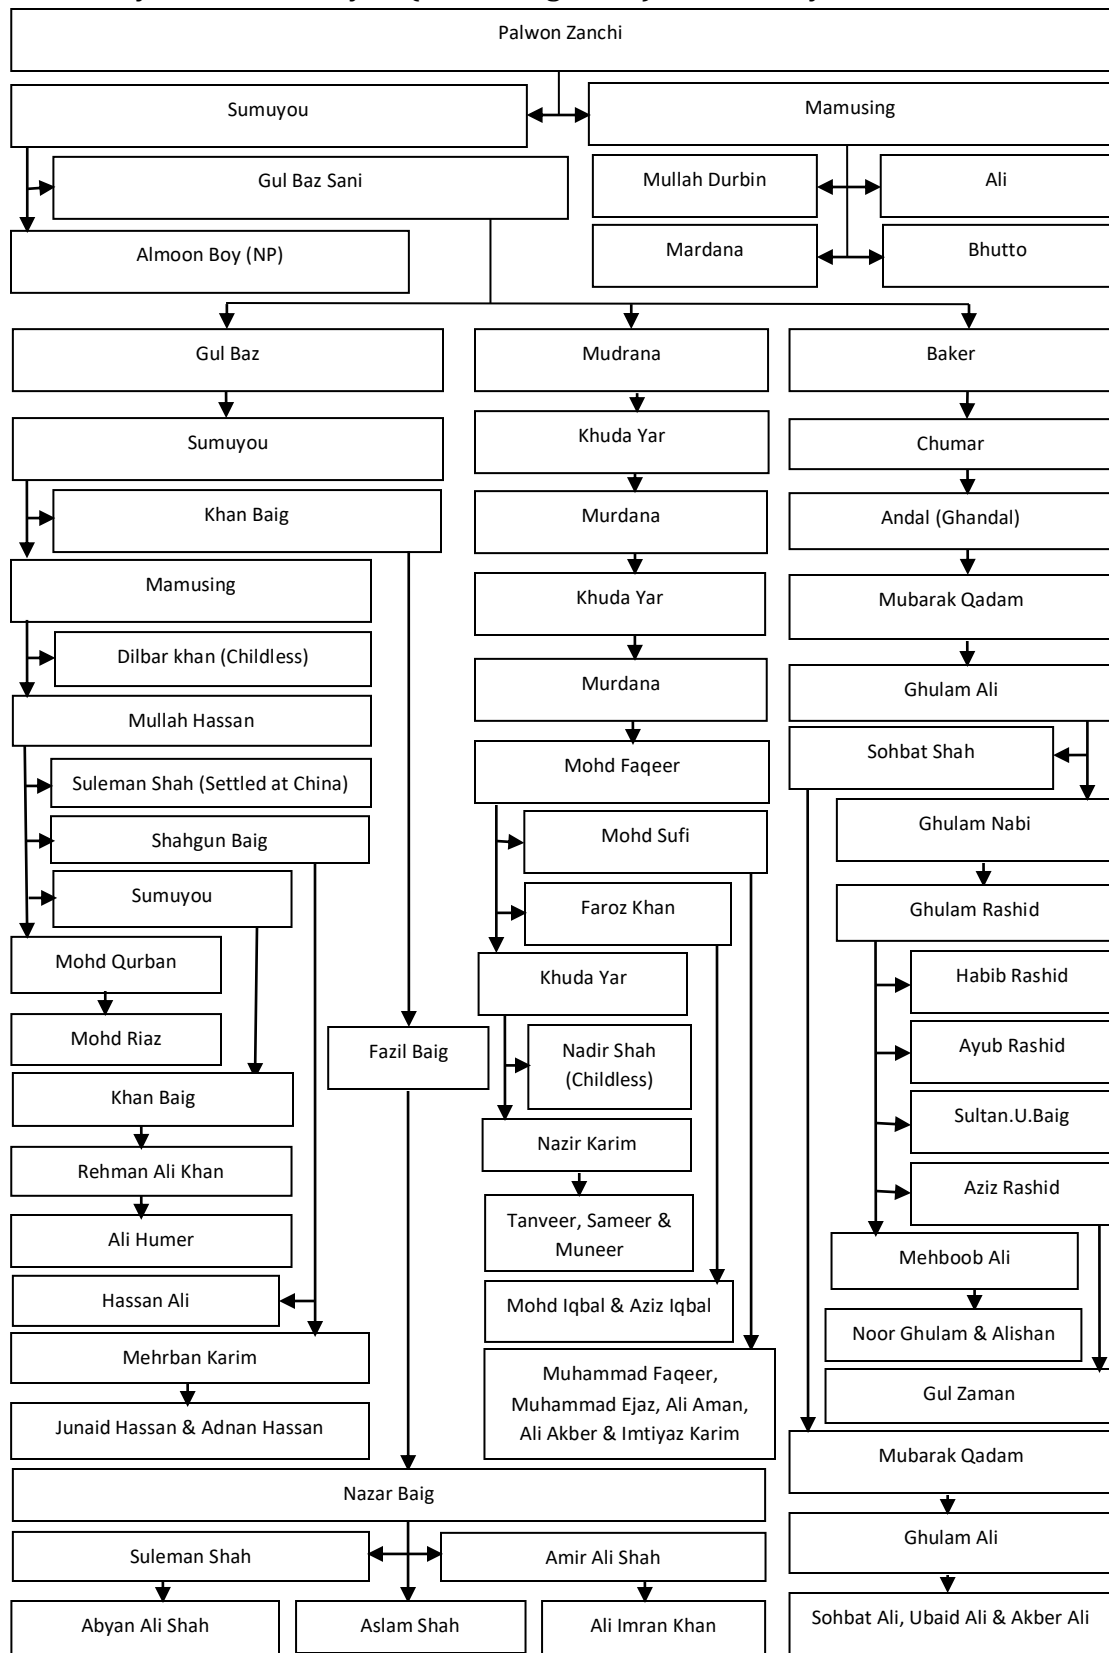 Palwon Zanchi
Sumuyou
Mamusing
Gul Baz Sani
Mullah Durbin
Ali
Almoon Boy (NP)
Mardana
Bhutto
Gul Baz
Mudrana
Baker
Sumuyou
Khuda Yar
Chumar
Khan Baig
Murdana
Andal (Ghandal)
Mamusing
Khuda Yar
Mubarak Qadam
Dilbar khan (Childless)
Murdana
Ghulam Ali
Mullah Hassan
Mohd Faqeer
Sohbat Shah
Suleman Shah (Settled at China)
Ghulam Nabi
Shahgun Baig
Mohd Sufi
Sumuyou
Faroz Khan
Ghulam Rashid
Mohd Qurban
Khuda Yar
Habib Rashid
Mohd Riaz
Fazil Baig
Nadir Shah
(Childless)
Ayub Rashid
Khan Baig
Sultan.U.Baig
Rehman Ali Khan
Nazir Karim
Aziz Rashid
Ali Humer
Tanveer, Sameer &
Muneer
Mehboob Ali
Hassan Ali
Mohd Iqbal & Aziz Iqbal
Noor Ghulam & Alishan
Mehrban Karim
Muhammad Faqeer,
Muhammad Ejaz, Ali Aman,
Ali Akber & Imtiyaz Karim
Gul Zaman
Junaid Hassan & Adnan Hassan
Mubarak Qadam
Nazar Baig
Suleman Shah
Amir Ali Shah
Ghulam Ali
Abyan Ali Shah
Aslam Shah
Ali Imran Khan
Sohbat Ali, Ubaid Ali & Akber Ali